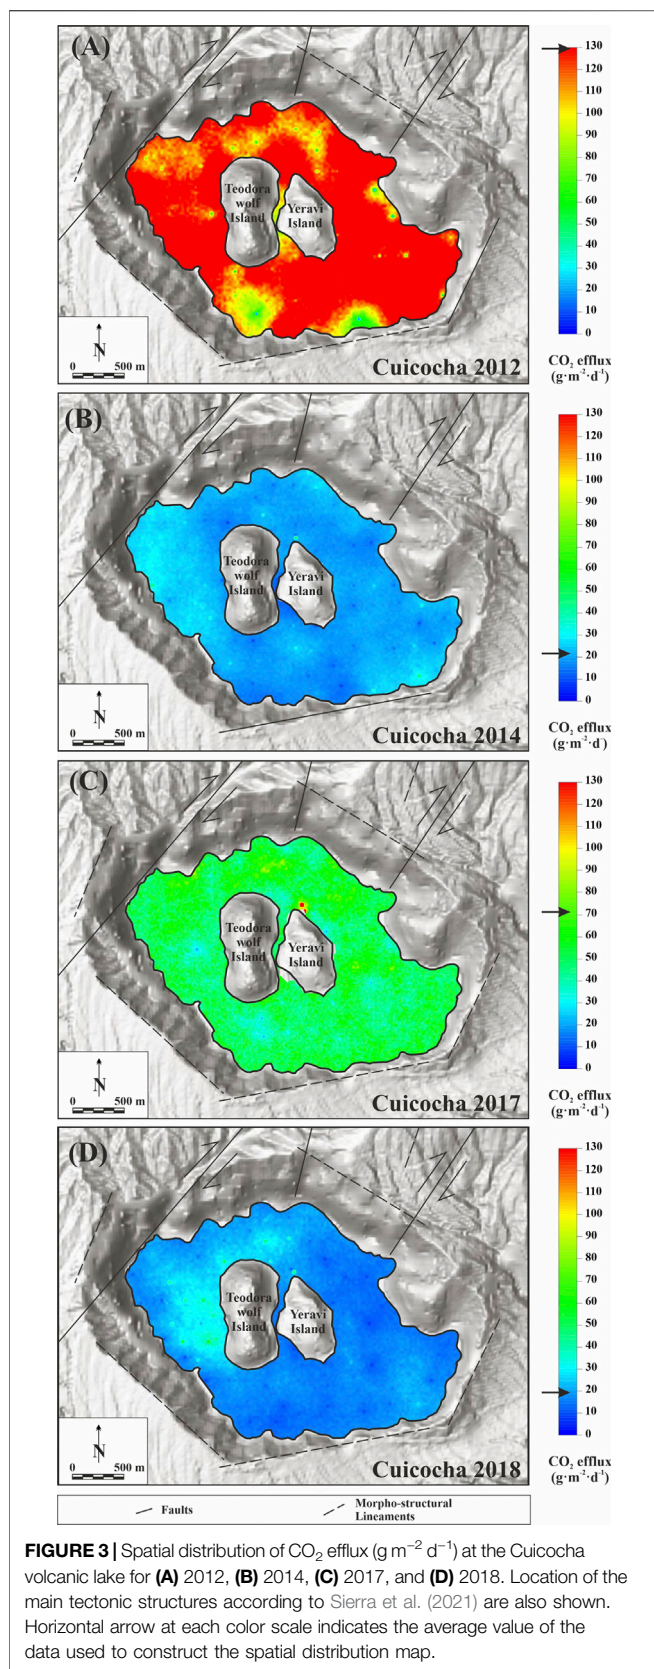 (A)
130
120
110
100
90
80
70
60
50
40
30
20
10
0
Teodora
wolf
Island
Yeravi
Island
N
0 500 m
Cuicocha 2012
CO₂ efflux
(g·m⁻²·d⁻¹)
(B)
130
120
110
100
90
80
70
60
50
40
30
20
10
0
Teodora
wolf
Island
Yeravi
Island
N
0 500 m
Cuicocha 2014
CO₂ efflux
(g·m⁻²·d⁻)
(C)
130
120
110
100
90
80
70
60
50
40
30
20
10
0
Teodora
wolf
Island
Yeravi
Island
N
0 500 m
Cuicocha 2017
CO₂ efflux
(g·m⁻²·d⁻¹)
(D)
130
120
110
100
90
80
70
60
50
40
30
20
10
0
Teodora
wolf
Island
Yeravi
Island
N
0 500 m
Cuicocha 2018
CO₂ efflux
(g·m⁻²·d⁻¹)
Faults
Morpho-structural
Lineaments
FIGURE 3 | Spatial distribution of CO₂ efflux (g m⁻² d⁻¹) at the Cuicocha
volcanic lake for (A) 2012, (B) 2014, (C) 2017, and (D) 2018. Location of the
main tectonic structures according to Sierra et al. (2021) are also shown.
Horizontal arrow at each color scale indicates the average value of the
data used to construct the spatial distribution map.